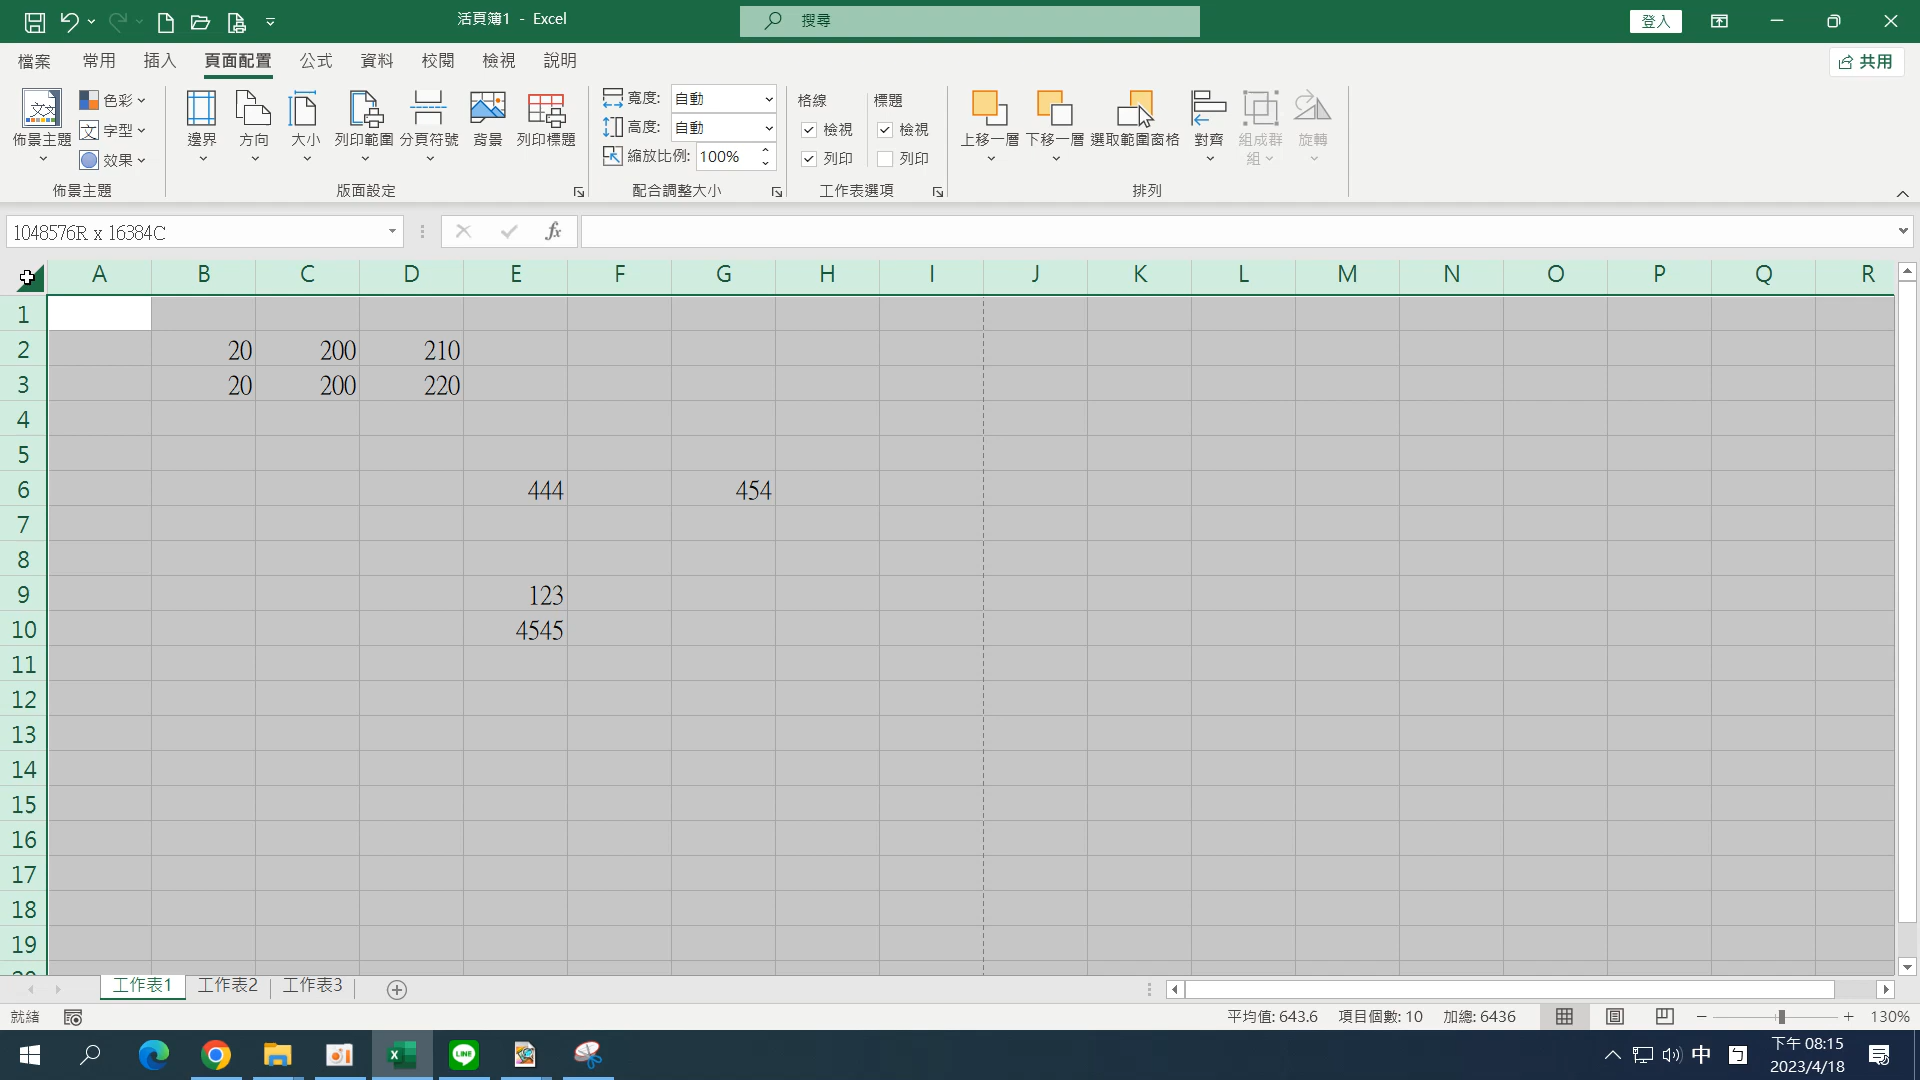 活頁簿1 - Excel
搜尋
登入
檔案 常用 插入 頁面配置 公式 資料 校閱 檢視 說明
共用
文文
佈景主題
色彩
文 字型
效果
佈景主題
邊界 方向 大小 列印範圍 分頁符號 背景 列印標題
版面設定
寬度: 自動
高度: 自動
縮放比例: 100%
配合調整大小
格線 標題
檢視 檢視
列印 列印
工作表選項
上移一層 下移一層 選取範圍窗格 對齊 組成群組 旋轉
排列
1048576R x 16384C
fx
A B C D E F G H I J K L M N O P Q R
1
2 20 200 210
3 20 200 220
4
5
6 444 454
7
8
9 123
10 4545
11
12
13
14
15
16
17
18
19
20
工作表1 工作表2 工作表3
就緒
平均值: 643.6 項目個數: 10 加總: 6436
130%
LINE
中
ㄅ
下午 08:15
2023/4/18